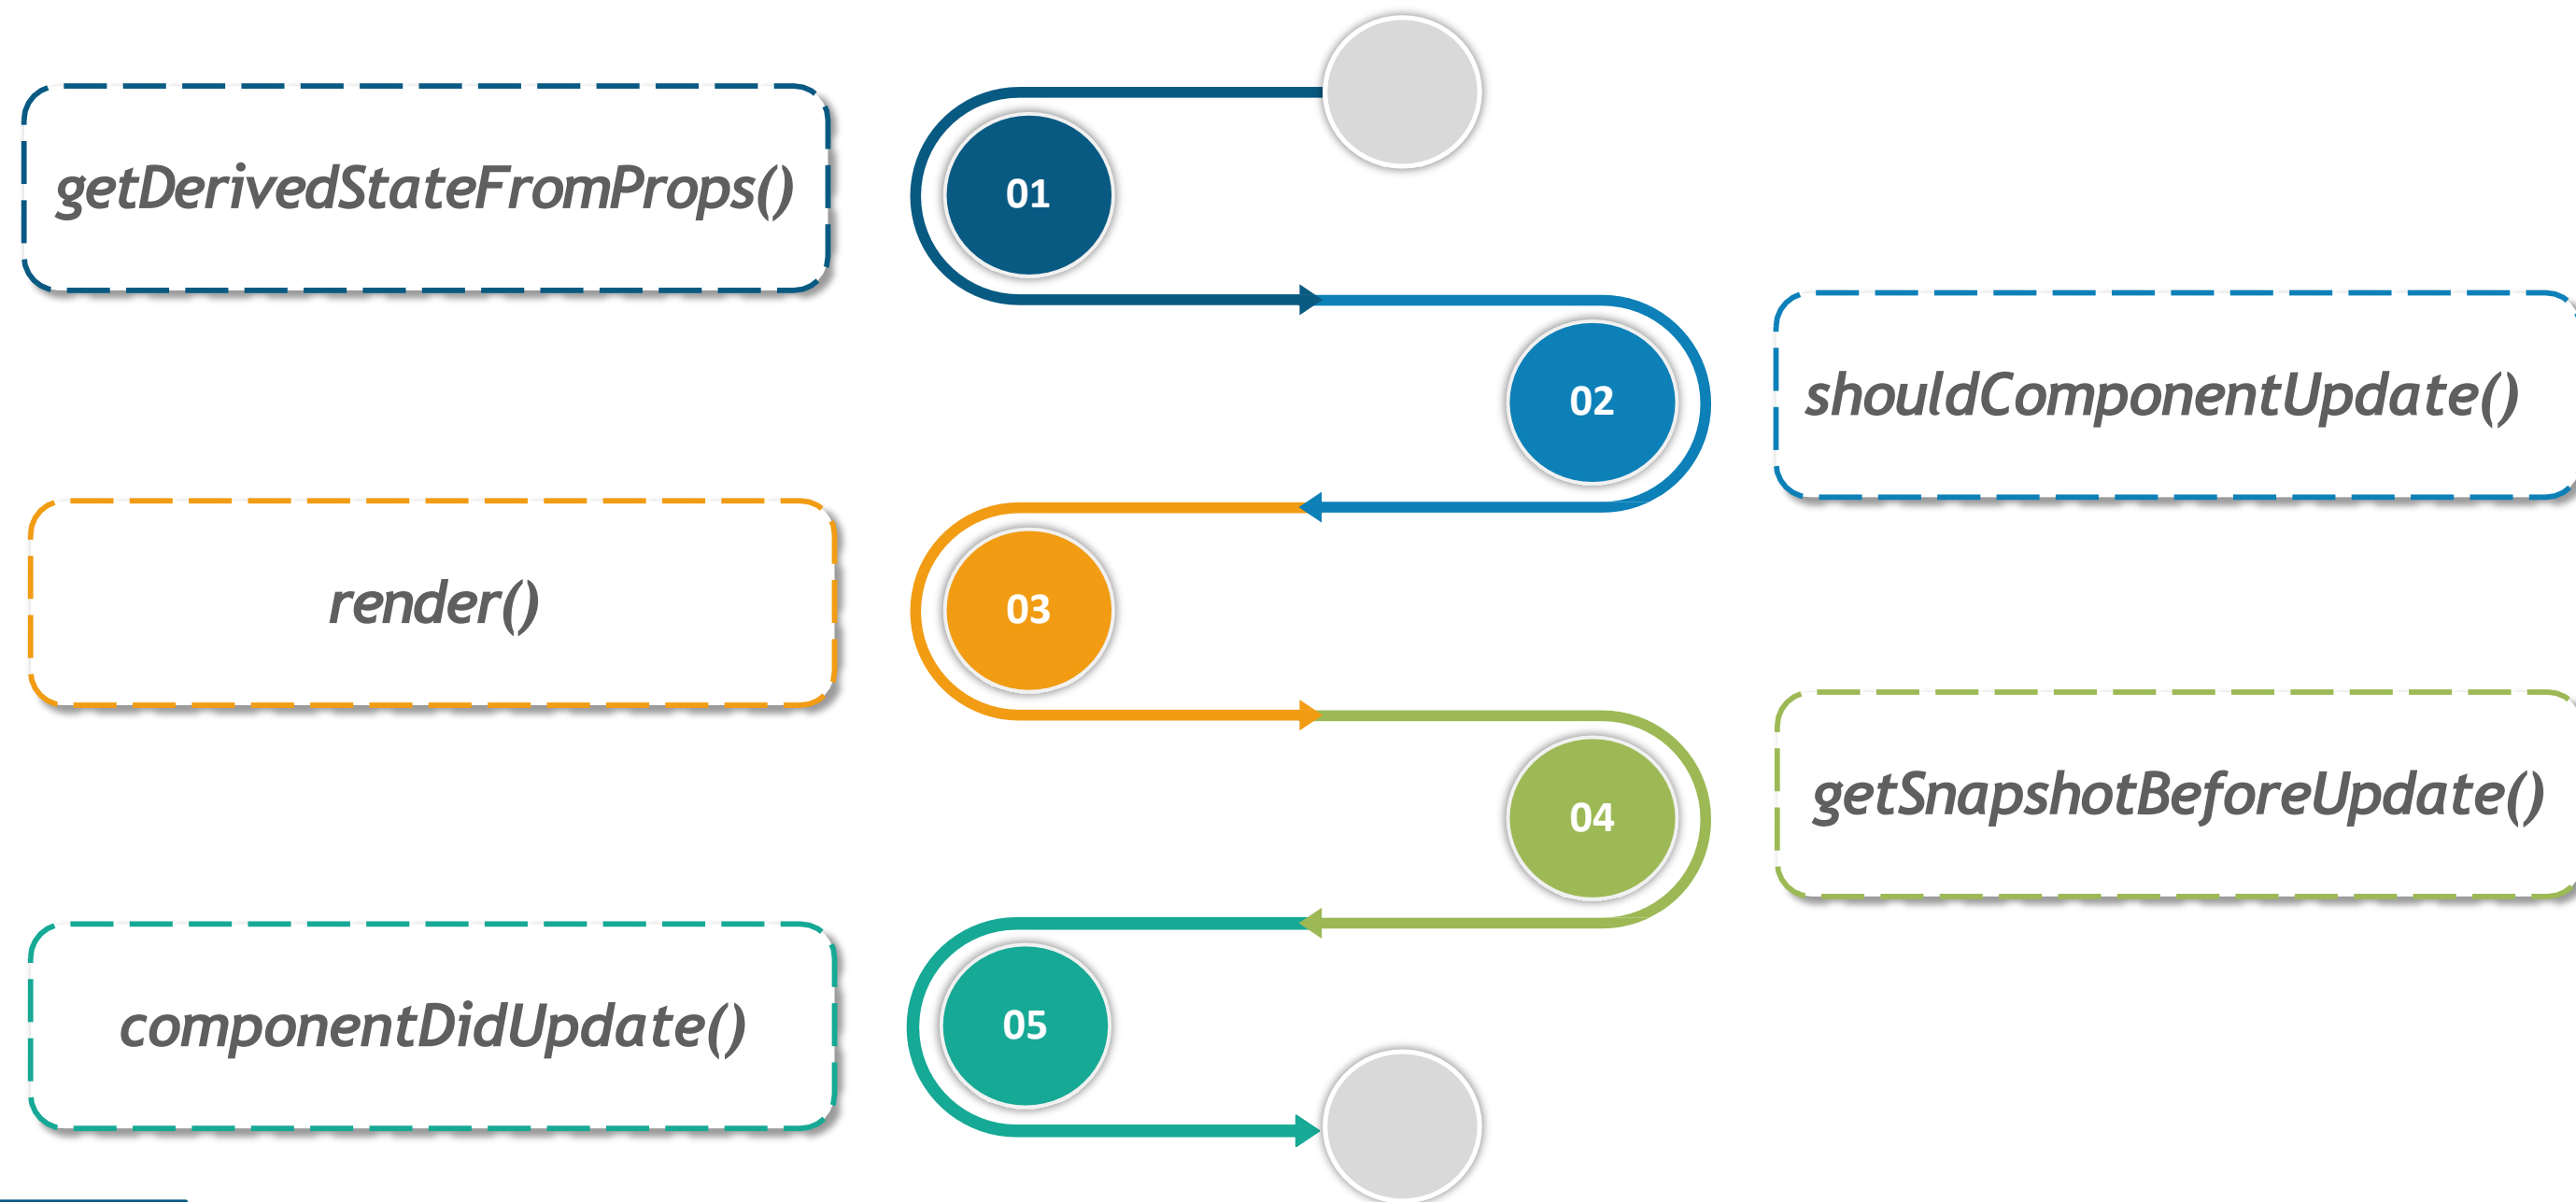 getDerivedStateFromProps()
01
02
shouldComponentUpdate()
render()
03
04
getSnapshotBeforeUpdate()
componentDidUpdate()
05